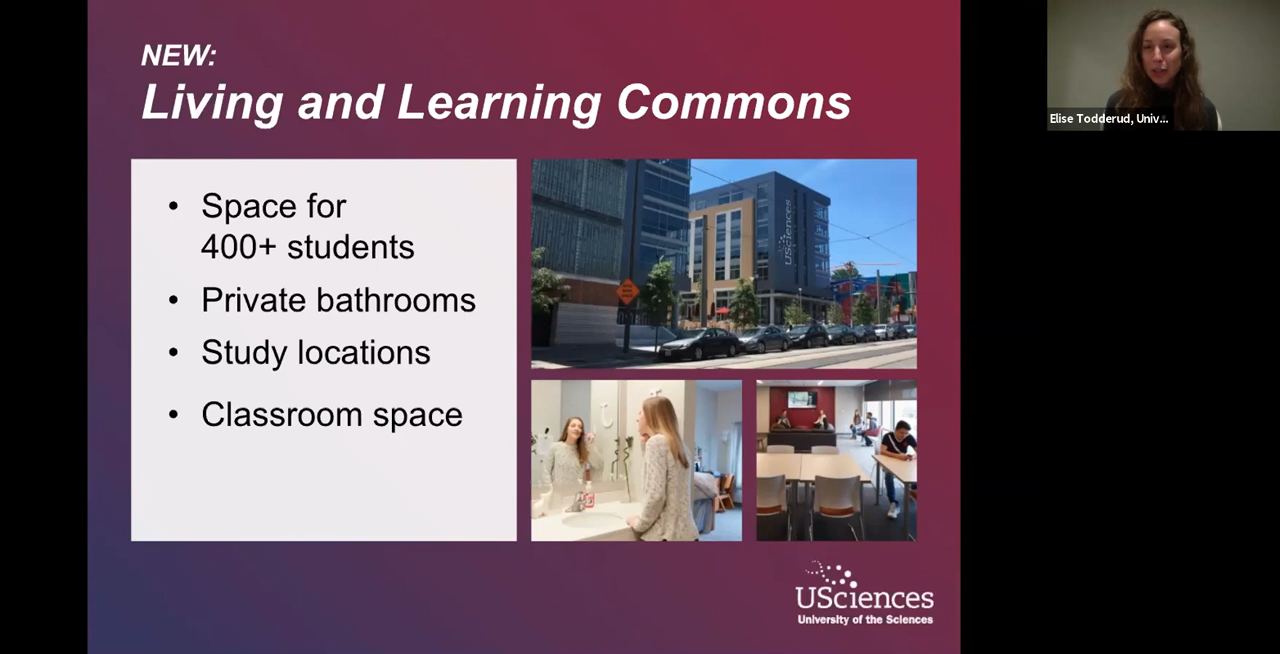 NEW:
Living and Learning Commons
• Space for
400+ students
• Private bathrooms
• Study locations
• Classroom space
USciences
USciences
University of the Sciences
Elise Todderud, Univ...